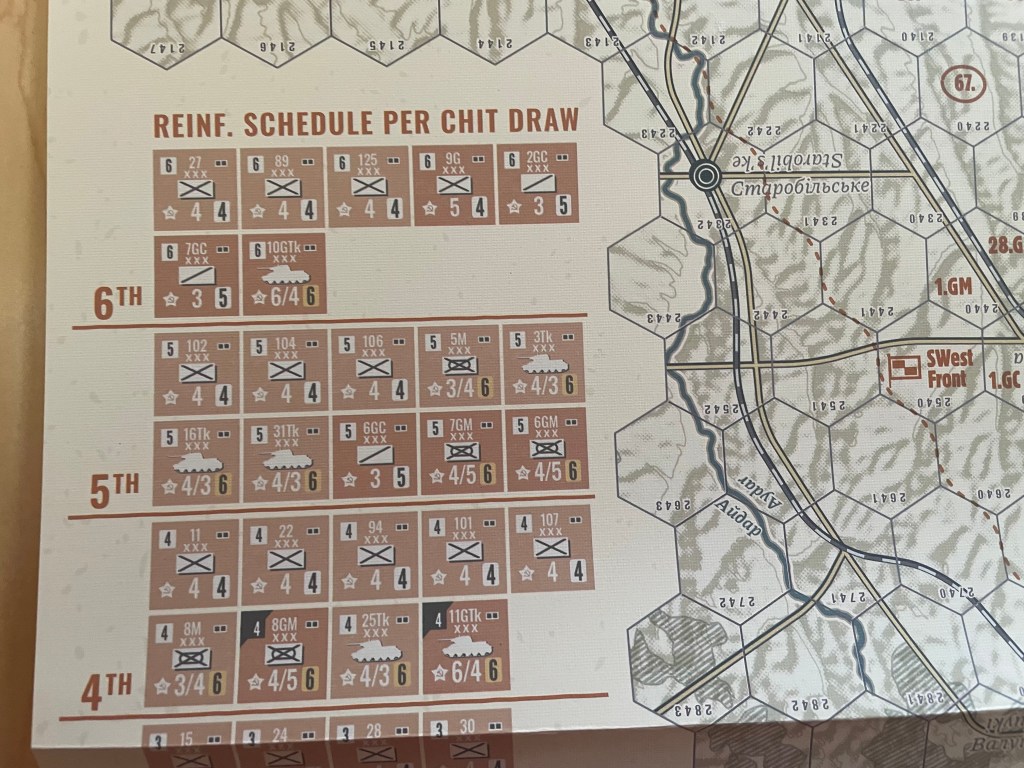 2147
2146
2145
2144
2143
2142
2141
2140
67.
REINF. SCHEDULE PER CHIT DRAW
6 27 xxx 4 4
6 89 xxx 4 4
6 125 xxx 4 4
6 9G xxx 5 4
6 2GC xxx 3 5
6 7GC xxx 3 5
6 10GTk xxx 6/4 6
6TH
5 102 xxx 4 4
5 104 xxx 4 4
5 106 xxx 4 4
5 5M xxx 3/4 6
5 3Tk xxx 4/3 6
5 16Tk xxx 4/3 6
5 31Tk xxx 4/3 6
5 6GC xxx 3 5
5 7GM xxx 4/5 6
5 6GM xxx 4/5 6
5TH
4 11 xxx 4 4
4 22 xxx 4 4
4 94 xxx 4 4
4 101 xxx 4 4
4 107 xxx 4 4
4 8M xxx 3/4 6
4 8GM xxx 4/5 6
4 25Tk xxx 4/3 6
4 11GTk xxx 6/4 6
4TH
3 15 xxx
3 24 xxx
3 28 xxx
3 30 xxx
2243
2242
2241
2240
Starobil's'ke
Старобільське
2342
2341
2340
28.G
1.GM
2443
2442
2441
2440
SWest
Front
1.GC
2542
2541
2540
Aydar
Айдар
2643
2641
2640
2742
2741
2740
2843
2842
2841